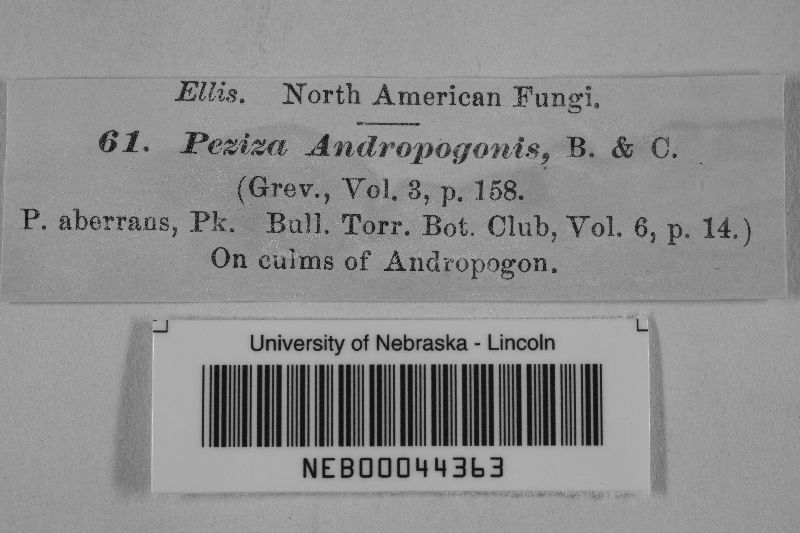 Ellis. North American Fungi.
61. Peziza Andropogonis, B. & C.
(Grev., Vol. 3, p. 158.
P. aberrans, Pk. Bull. Torr. Bot. Club, Vol. 6, p. 14.)
On culms of Andropogon.
University of Nebraska - Lincoln
NEB00044363